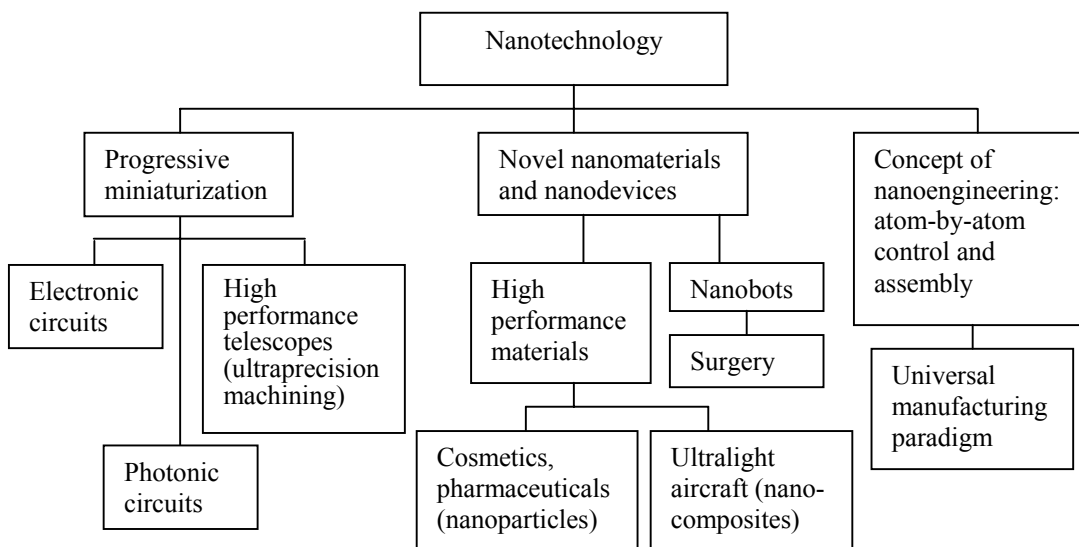 Nanotechnology
Progressive
miniaturization
Novel nanomaterials
and nanodevices
Concept of
nanoengineering:
atom-by-atom
control and
assembly
Electronic
circuits
High
performance
telescopes
(ultraprecision
machining)
Photonic
circuits
High
performance
materials
Nanobots
Surgery
Cosmetics,
pharmaceuticals
(nanoparticles)
Ultralight
aircraft (nano-
composites)
Universal
manufacturing
paradigm